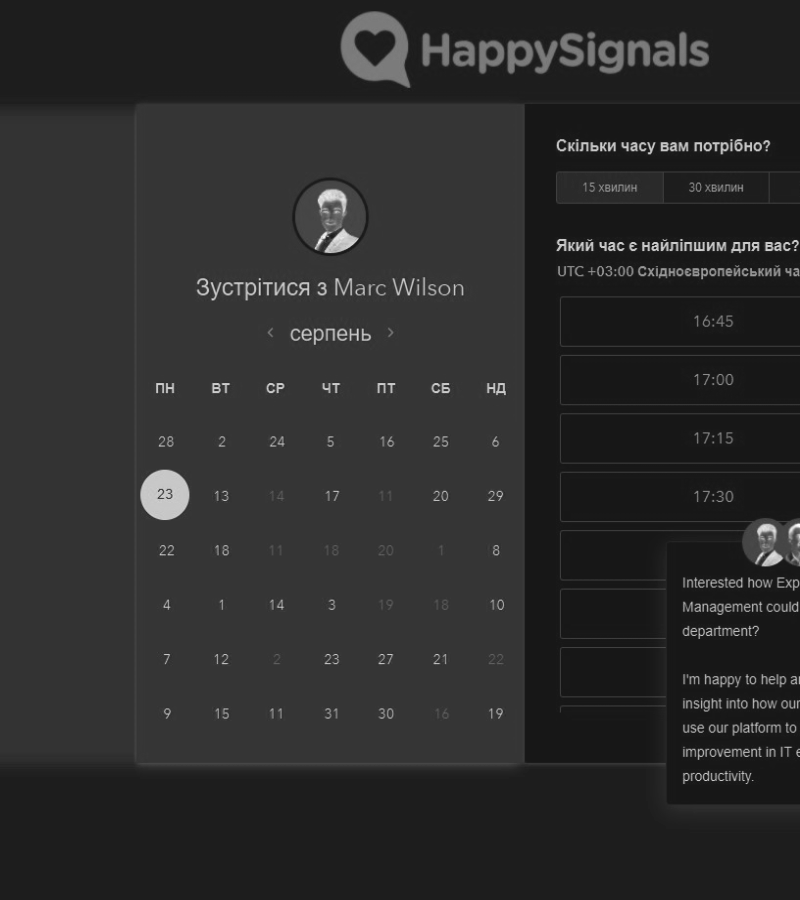 HappySignals
Зустрітися з Marc Wilson
серпень
ПН ВТ СР ЧТ ПТ СБ НД
28 2 24 5 16 25 6
23 13 14 17 11 20 29
22 18 11 18 20 1 8
4 1 14 3 19 18 10
7 12 2 23 27 21 22
9 15 11 31 30 16 19
Скільки часу вам потрібно?
15 хвилин 30 хвилин
Який час є найліпшим для вас?
UTC +03:00 Східноєвропейський ча
16:45
17:00
17:15
17:30
Interested how Exp
Management could
department?
I'm happy to help a
insight into how our
use our platform to
improvement in IT e
productivity.